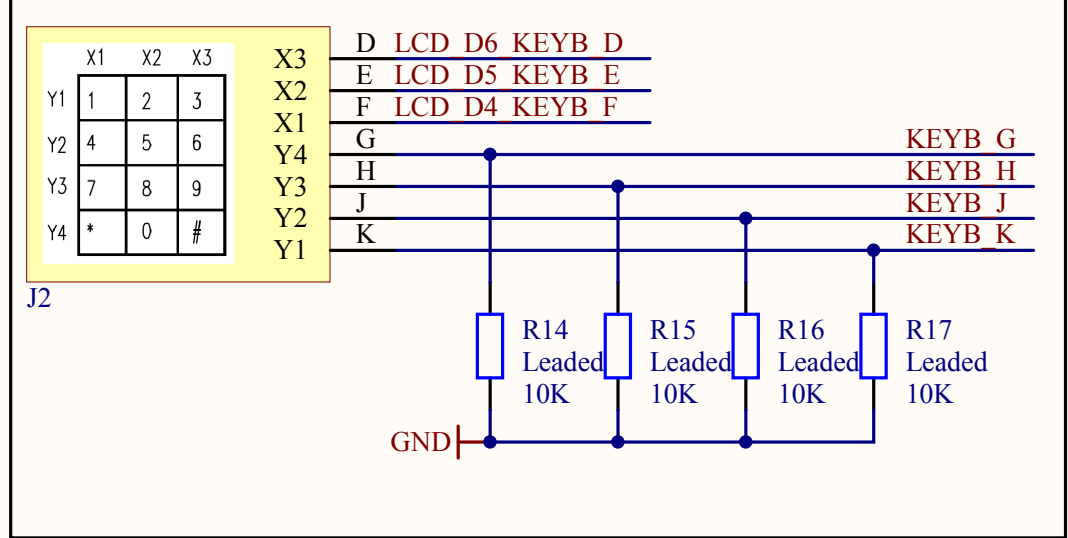 X1 X2 X3
Y1 1 2 3
Y2 4 5 6
Y3 7 8 9
Y4 * 0 #
X3 D LCD_D6_KEYB_D
X2 E LCD_D5_KEYB_E
X1 F LCD_D4_KEYB_F
Y4 G KEYB_G
Y3 H KEYB_H
Y2 J KEYB_J
Y1 K KEYB_K
J2
R14 R15 R16 R17
Leaded Leaded Leaded Leaded
10K 10K 10K 10K
GND